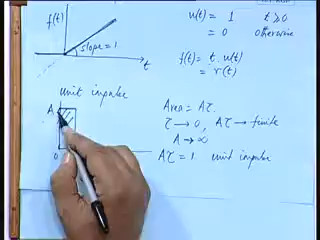 f(t)
slope = 1
t
u(t) = 1 t ≥ 0
= 0 otherwise
f(t) = t. u(t)
= r(t)
unit impulse
A
0
Area = Aτ.
τ → 0, Aτ → finite
A → ∞
Aτ = 1 unit impulse